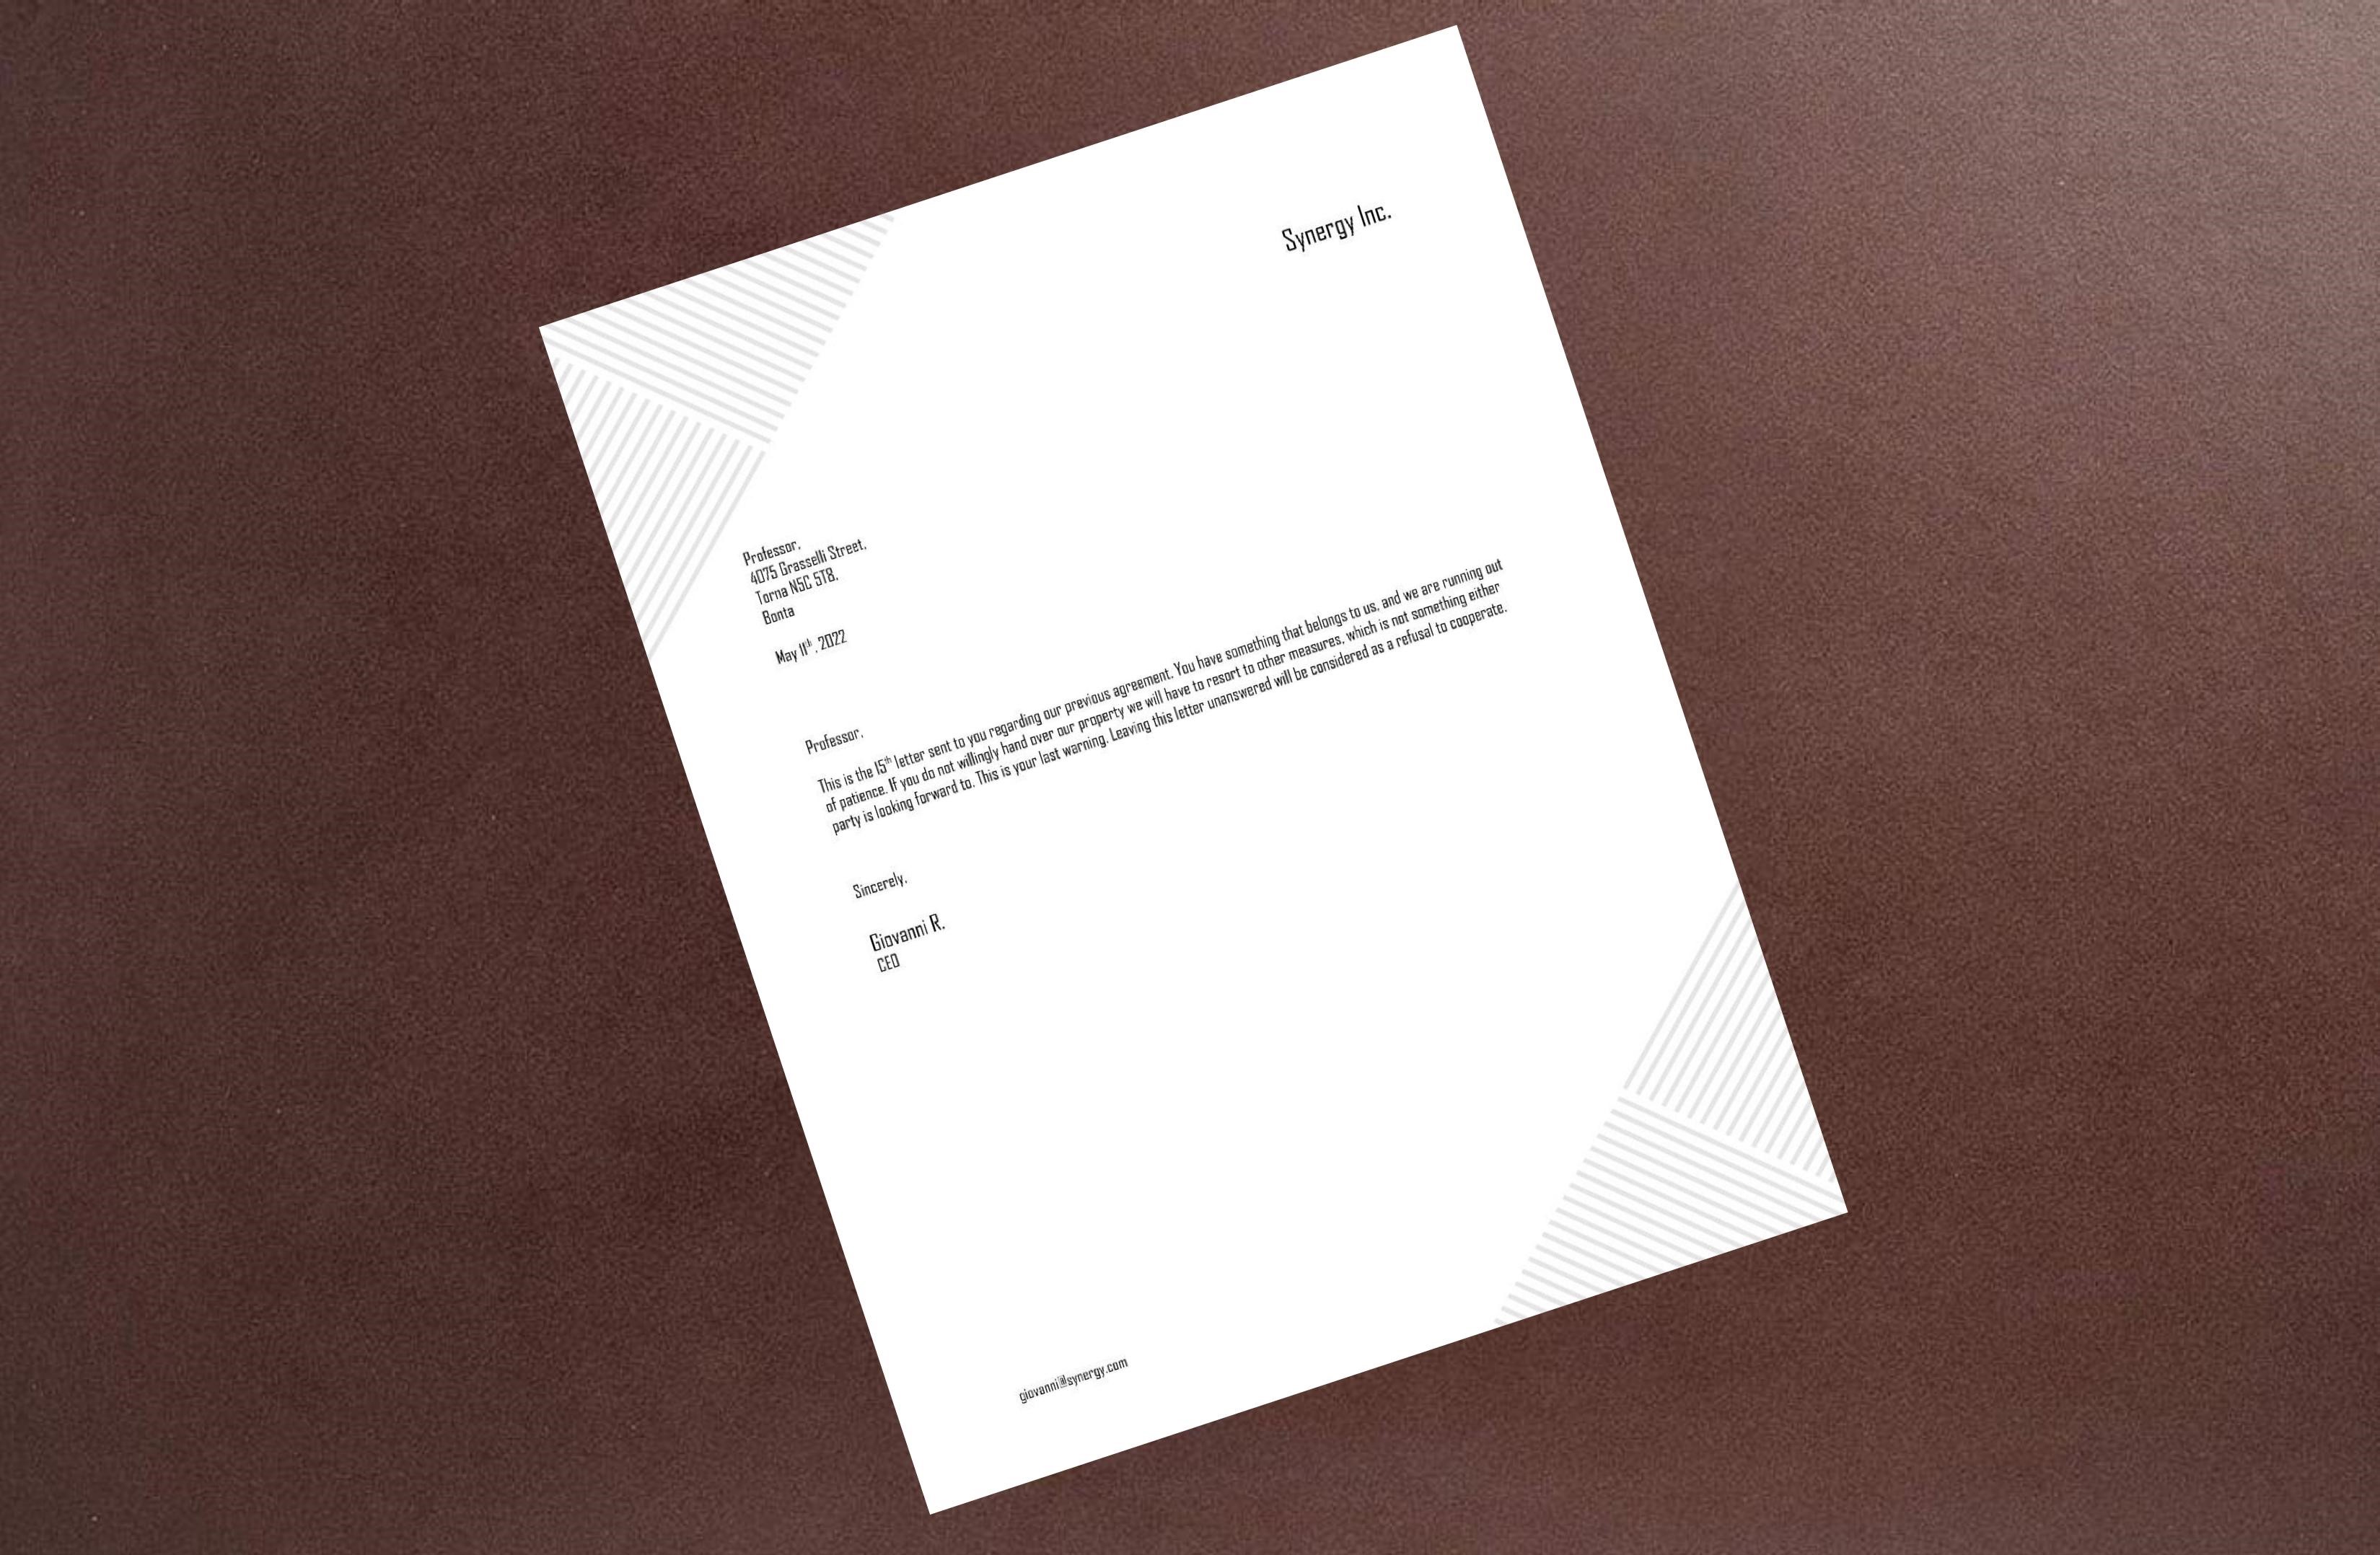 Synergy Inc.
Professor,
4075 Grasselli Street,
Torna N5C 5T8,
Bonta
May 11th, 2022
Professor,
This is the 15th letter sent to you regarding our previous agreement. You have something that belongs to us, and we are running out
of patience. If you do not willingly hand over our property we will have to resort to other measures, which is not something either
party is looking forward to. This is your last warning. Leaving this letter unanswered will be considered as a refusal to cooperate.
Sincerely,
Giovanni R.
CEO
giovanni@synergy.com